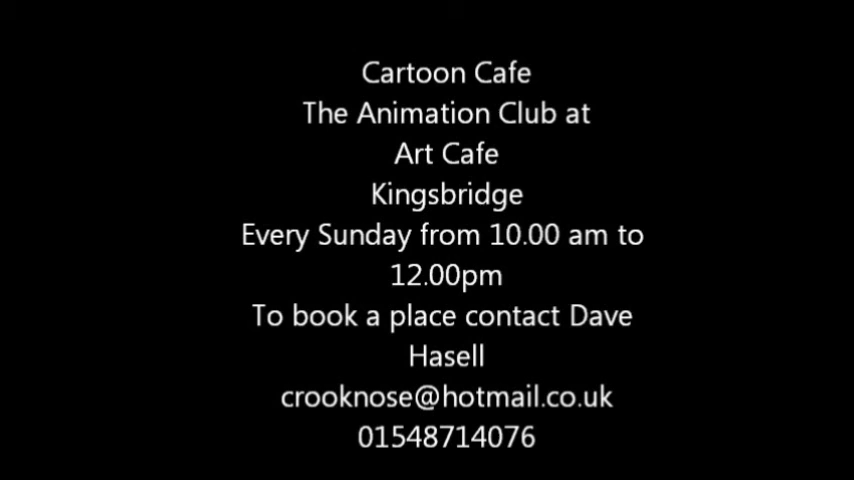 Cartoon Cafe
The Animation Club at
Art Cafe
Kingsbridge
Every Sunday from 10.00 am to
12.00pm
To book a place contact Dave
Hasell
crooknose@hotmail.co.uk
01548714076